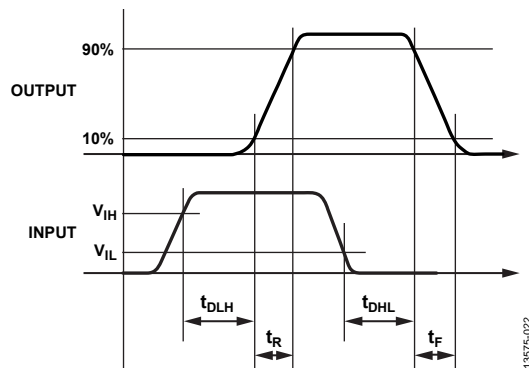 90%
OUTPUT
10%
VIH
INPUT
VIL
tDLH
tDHL
tR
tF
13575-022